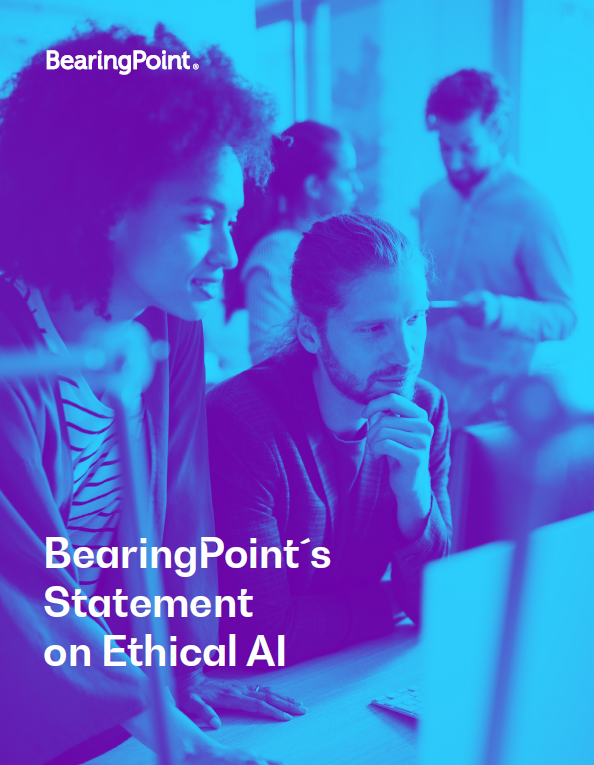 BearingPoint®
BearingPoint´s
Statement
on Ethical AI